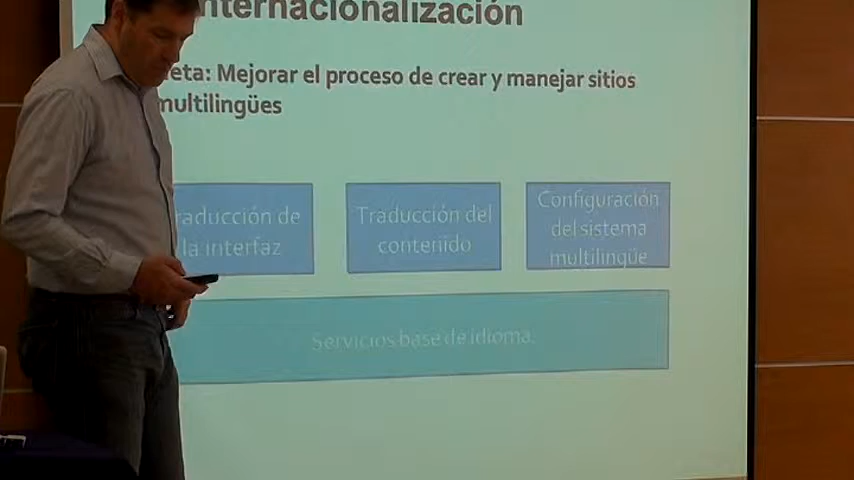 nternacionalización
eta: Mejorar el proceso de crear y manejar sitios
multilingües
raducción de
la interfaz
Traducción del
contenido
Configuración
del sistema
multilingüe
Servicios base de idioma.